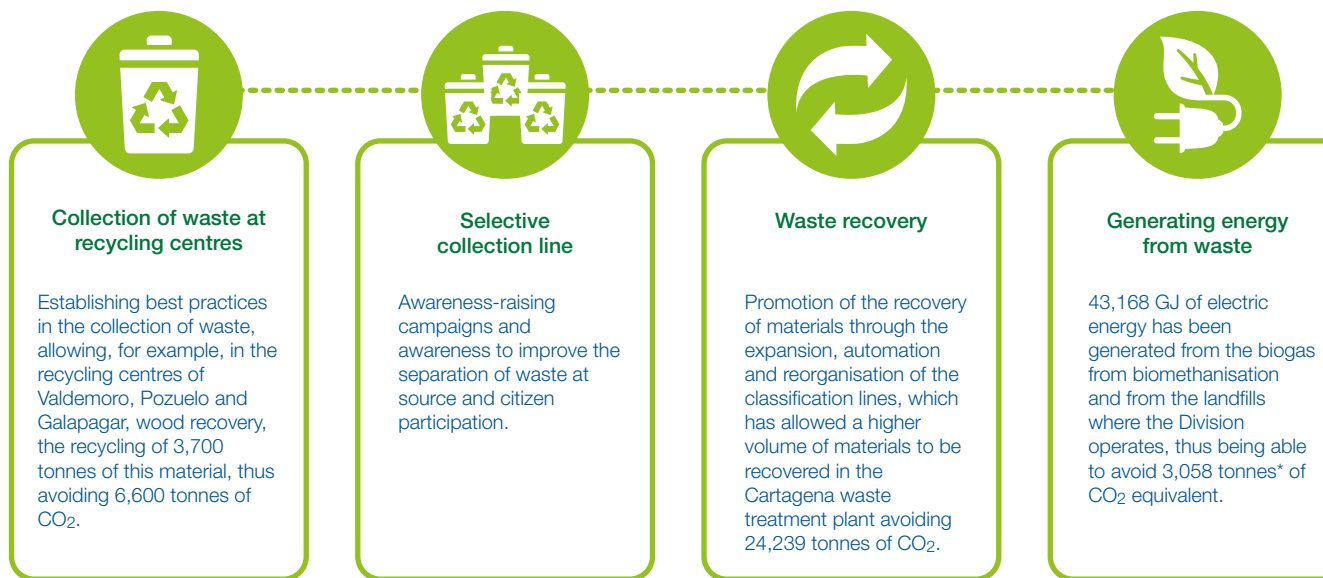 Collection of waste at
recycling centres
Establishing best practices
in the collection of waste,
allowing, for example, in the
recycling centres of
Valdemoro, Pozuelo and
Galapagar, wood recovery,
the recycling of 3,700
tonnes of this material, thus
avoiding 6,600 tonnes of
CO2.
Selective
collection line
Awareness-raising
campaigns and
awareness to improve the
separation of waste at
source and citizen
participation.
Waste recovery
Promotion of the recovery
of materials through the
expansion, automation
and reorganisation of the
classification lines, which
has allowed a higher
volume of materials to be
recovered in the
Cartagena waste
treatment plant avoiding
24,239 tonnes of CO2.
Generating energy
from waste
43,168 GJ of electric
energy has been
generated from the biogas
from biomethanisation
and from the landfills
where the Division
operates, thus being able
to avoid 3,058 tonnes* of
CO2 equivalent.